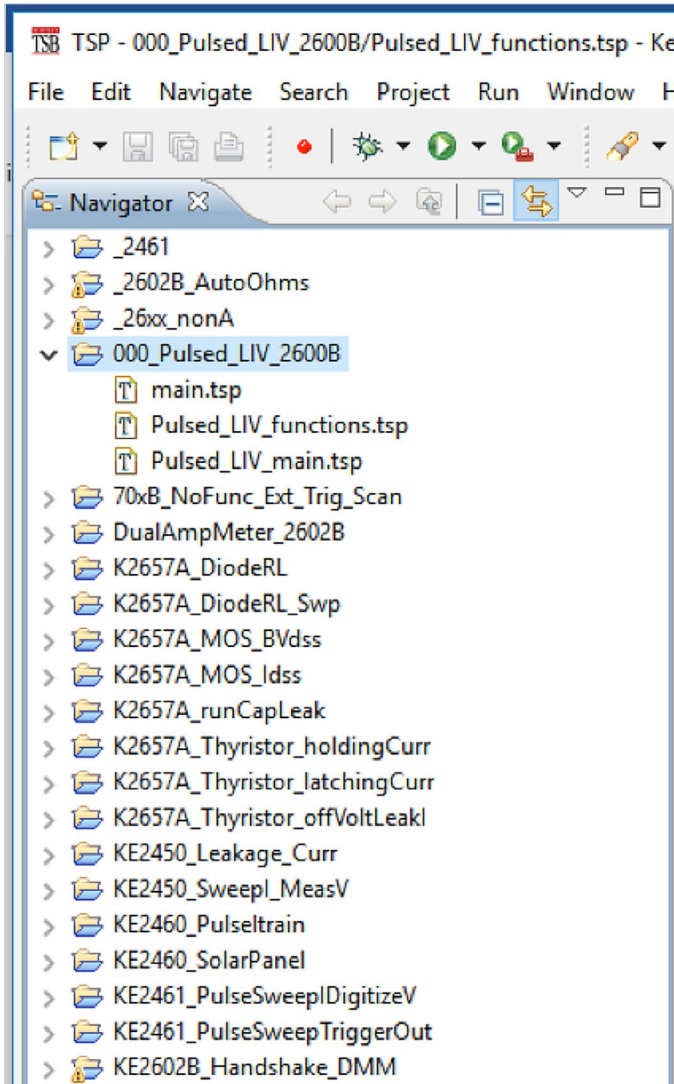 TSB TSP - 000_Pulsed_LIV_2600B/Pulsed_LIV_functions.tsp - Ke
File Edit Navigate Search Project Run Window H
Navigator
_2461
_2602B_AutoOhms
_26xx_nonA
000_Pulsed_LIV_2600B
main.tsp
Pulsed_LIV_functions.tsp
Pulsed_LIV_main.tsp
70xB_NoFunc_Ext_Trig_Scan
DualAmpMeter_2602B
K2657A_DiodeRL
K2657A_DiodeRL_Swp
K2657A_MOS_BVdss
K2657A_MOS_Idss
K2657A_runCapLeak
K2657A_Thyristor_holdingCurr
K2657A_Thyristor_latchingCurr
K2657A_Thyristor_offVoltLeakI
KE2450_Leakage_Curr
KE2450_SweepI_MeasV
KE2460_PulseItrain
KE2460_SolarPanel
KE2461_PulseSweepIDigitizeV
KE2461_PulseSweepTriggerOut
KE2602B_Handshake_DMM